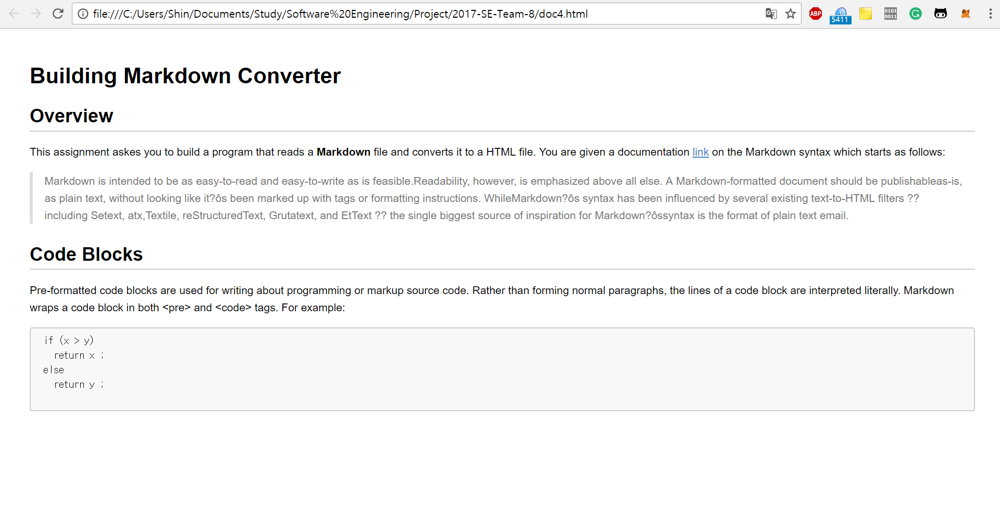 file:///C:/Users/Shin/Documents/Study/Software%20Engineering/Project/2017-SE-Team-8/doc4.html
ABP
5411
0101
0011
Building Markdown Converter
Overview
This assignment askes you to build a program that reads a Markdown file and converts it to a HTML file. You are given a documentation link on the Markdown syntax which starts as follows:
Markdown is intended to be as easy-to-read and easy-to-write as is feasible.Readability, however, is emphasized above all else. A Markdown-formatted document should be publishableas-is,
as plain text, without looking like it?ôs been marked up with tags or formatting instructions. WhileMarkdown?ôs syntax has been influenced by several existing text-to-HTML filters ??
including Setext, atx,Textile, reStructuredText, Grutatext, and EtText ?? the single biggest source of inspiration for Markdown?ôssyntax is the format of plain text email.
Code Blocks
Pre-formatted code blocks are used for writing about programming or markup source code. Rather than forming normal paragraphs, the lines of a code block are interpreted literally. Markdown
wraps a code block in both <pre> and <code> tags. For example:
if (x > y)
return x ;
else
return y ;